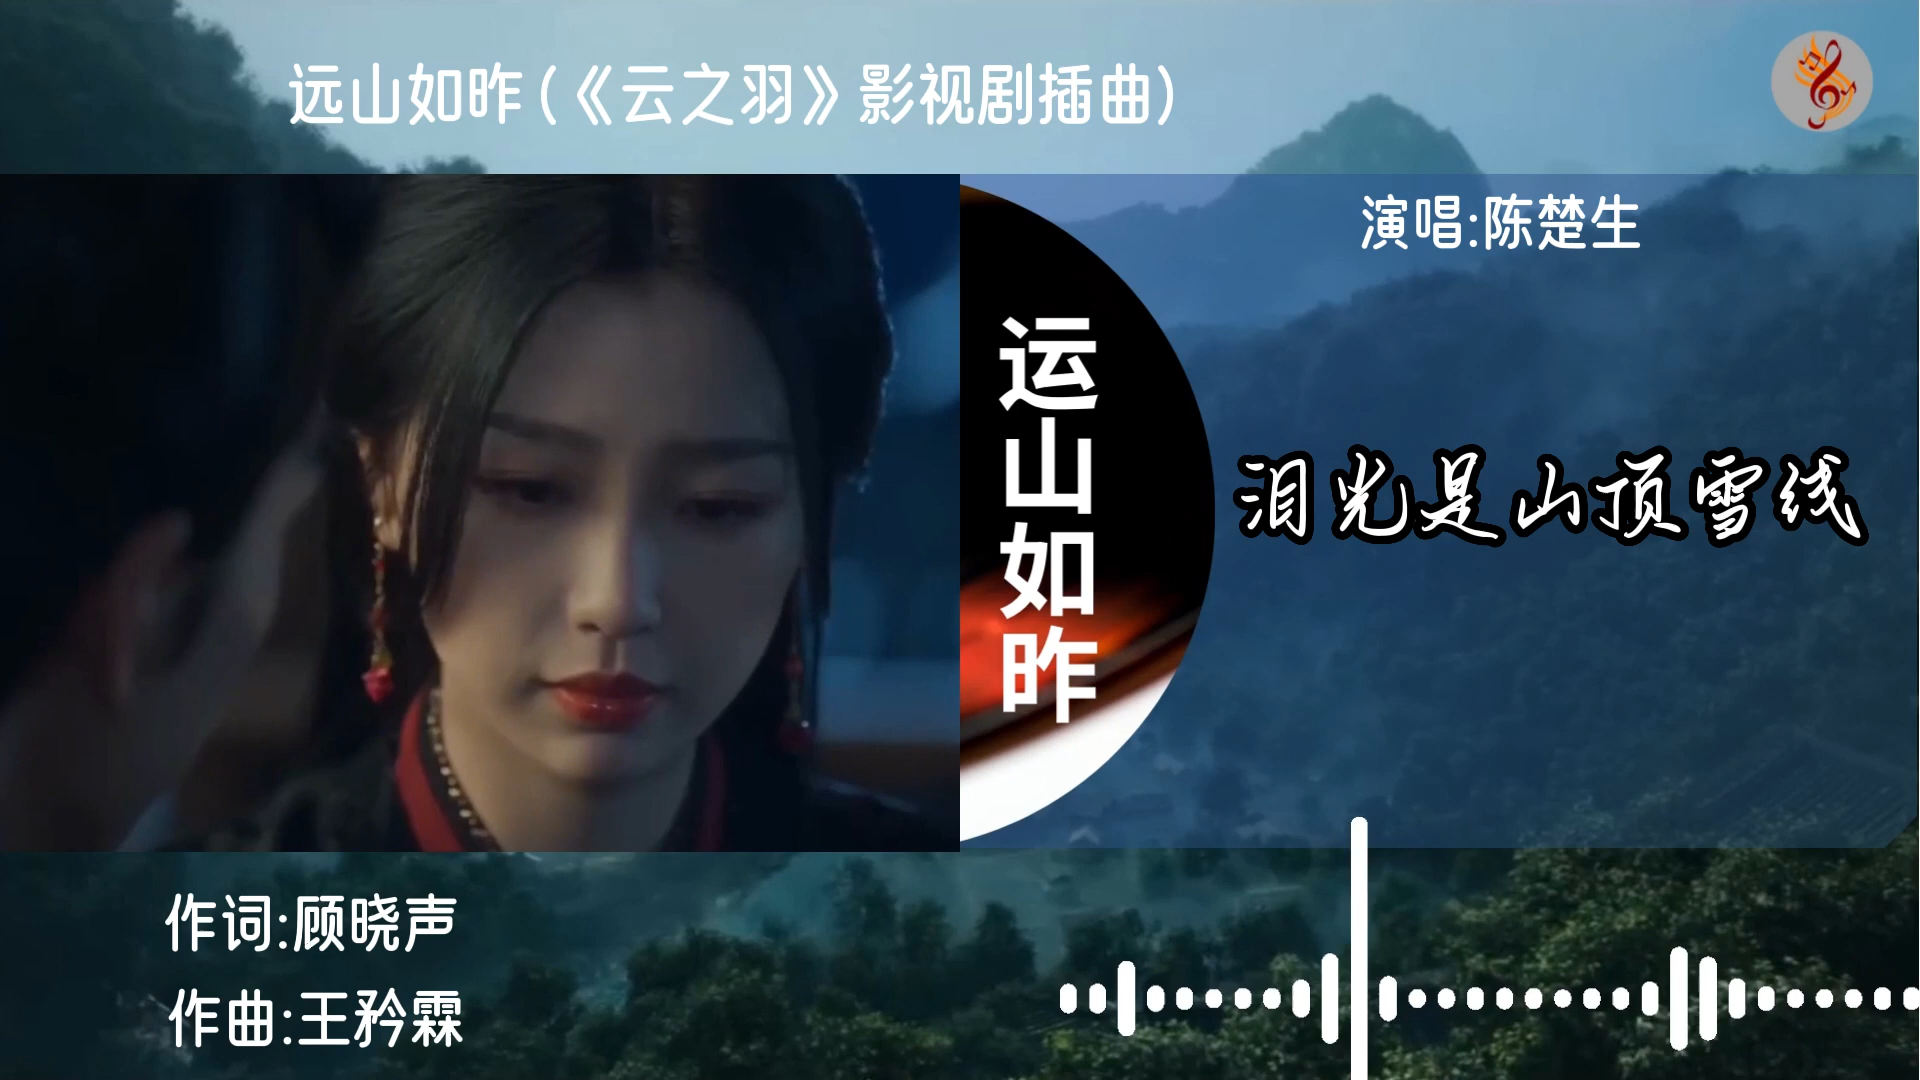 远山如昨(《云之羽》影视剧插曲)
演唱:陈楚生
运山如昨
泪光是山顶雪线
作词:顾晓声
作曲:王矜霖